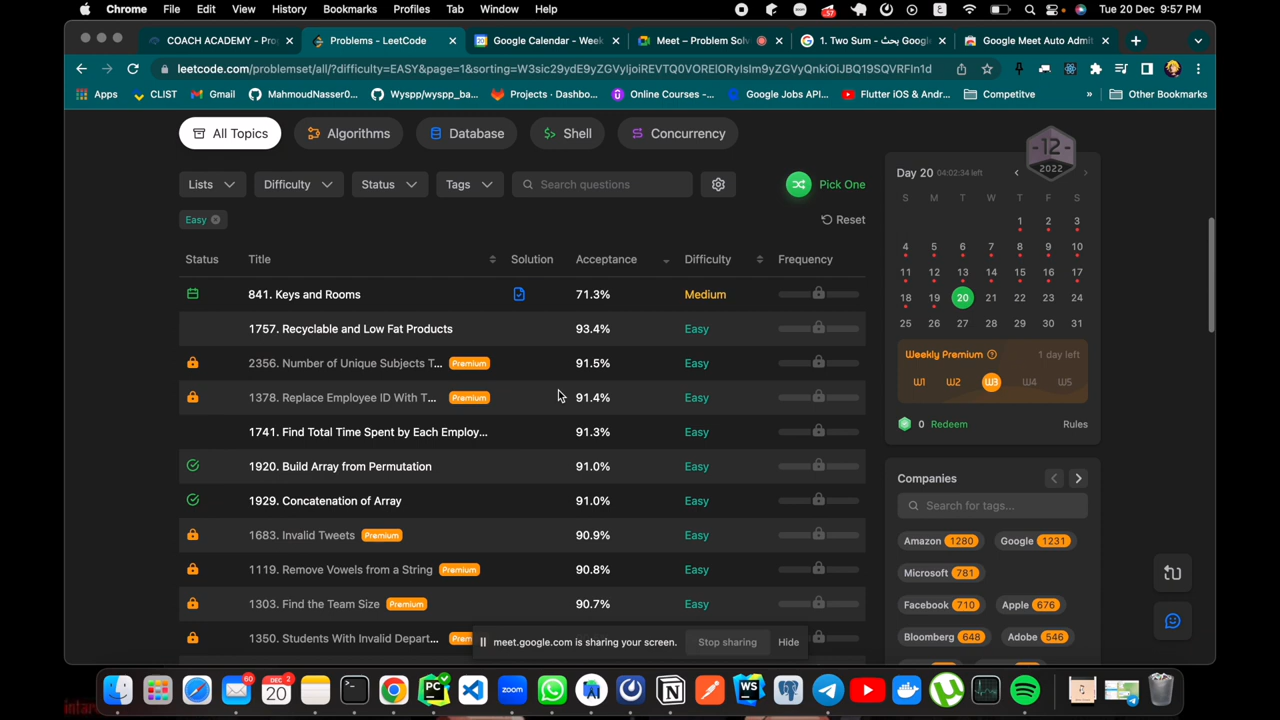 Chrome File Edit View History Bookmarks Profiles Tab Window Help Tue 20 Dec 9:57 PM
COACH ACADEMY - Pro Problems - LeetCode Google Calendar - Week Meet – Problem Solv 1. Two Sum - بحث Google Google Meet Auto Admit
leetcode.com/problemset/all/?difficulty=EASY&page=1&sorting=W3sic29ydE9yZGVyIjoiREVTQ0VORElORyIsIm9yZGVyQnkiOiJBQ19SQVRFIn1d
Apps CLIST Gmail MahmoudNasser0... Wyspp/wyspp_ba... Projects · Dashbo... Online Courses -... Google Jobs API... Flutter iOS & Andr... Competitve » Other Bookmarks
All Topics Algorithms Database Shell Concurrency
Lists Difficulty Status Tags Search questions Pick One
Easy Reset
Status Title Solution Acceptance Difficulty Frequency
841. Keys and Rooms 71.3% Medium
1757. Recyclable and Low Fat Products 93.4% Easy
2356. Number of Unique Subjects T... Premium 91.5% Easy
1378. Replace Employee ID With T... Premium 91.4% Easy
1741. Find Total Time Spent by Each Employ... 91.3% Easy
1920. Build Array from Permutation 91.0% Easy
1929. Concatenation of Array 91.0% Easy
1683. Invalid Tweets Premium 90.9% Easy
1119. Remove Vowels from a String Premium 90.8% Easy
1303. Find the Team Size Premium 90.7% Easy
1350. Students With Invalid Depart... Prem
meet.google.com is sharing your screen. Stop sharing Hide
-12-
2022
Day 20 04:02:34 left
S M T W T F S
1 2 3
4 5 6 7 8 9 10
11 12 13 14 15 16 17
18 19 20 21 22 23 24
25 26 27 28 29 30 31
Weekly Premium 1 day left
W1 W2 W3 W4 W5
0 Redeem Rules
Companies
Search for tags...
Amazon 1280 Google 1231
Microsoft 781
Facebook 710 Apple 676
Bloomberg 648 Adobe 546
60 DEC 2 20 PC zoom WS